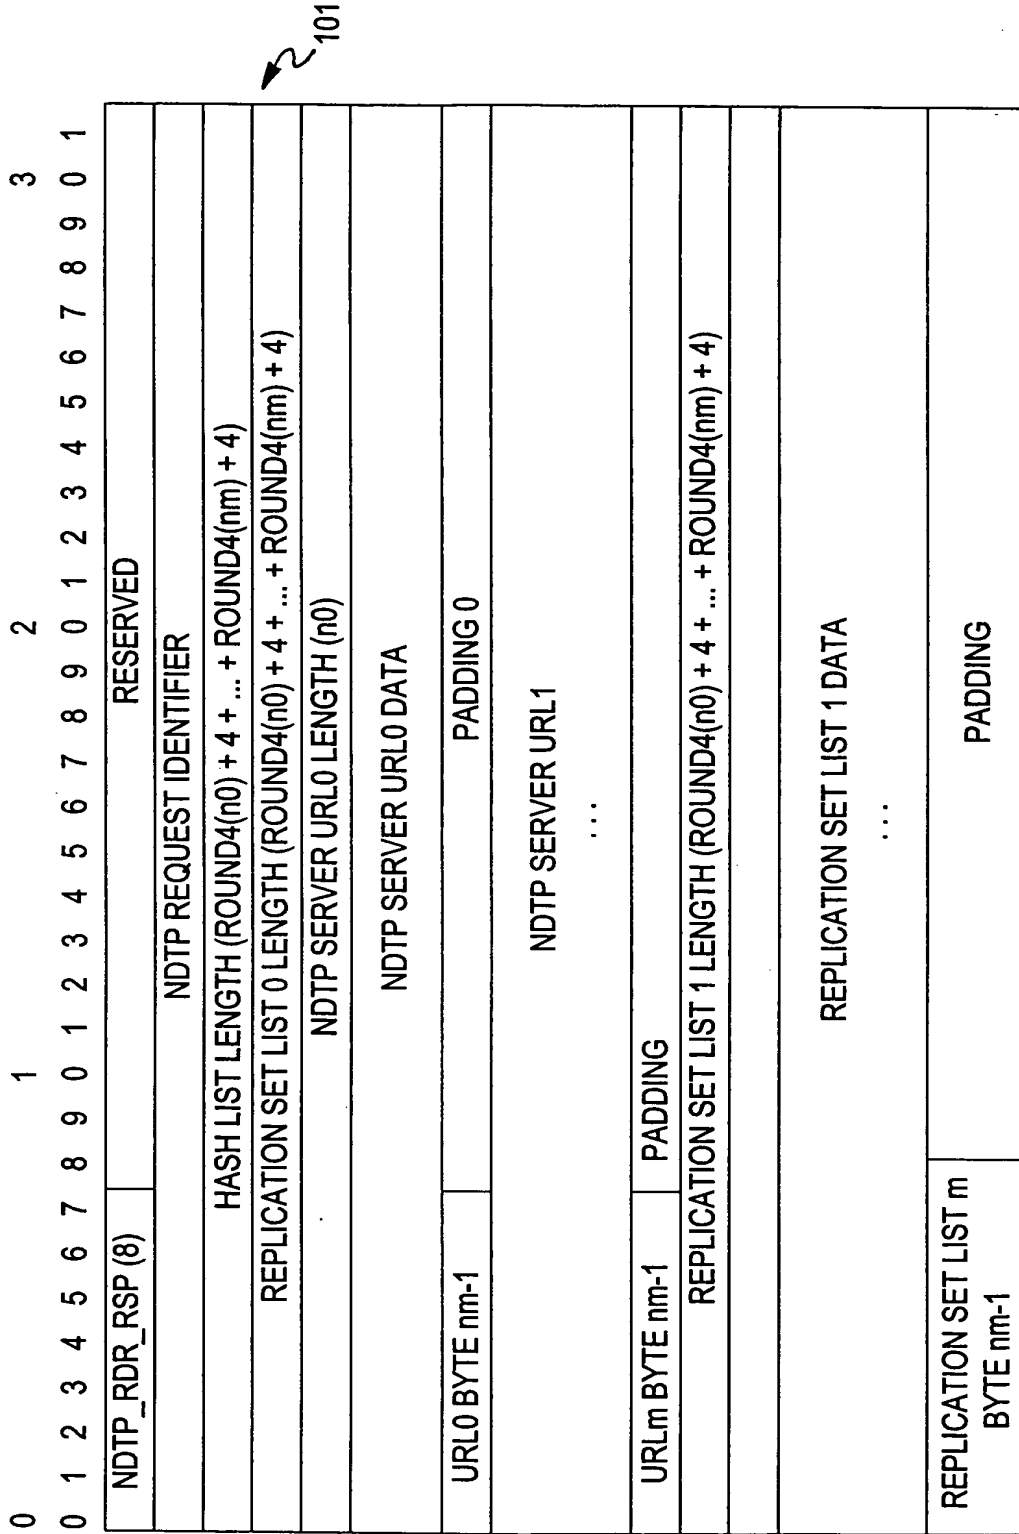 0 1 2 3
0 1 2 3 4 5 6 7 8 9 0 1 2 3 4 5 6 7 8 9 0 1 2 3 4 5 6 7 8 9 0 1
101
NDTP_RDR_RSP (8) RESERVED
NDTP REQUEST IDENTIFIER
HASH LIST LENGTH (ROUND4(n0) + 4 + ... + ROUND4(nm) + 4)
REPLICATION SET LIST 0 LENGTH (ROUND4(n0) + 4 + ... + ROUND4(nm) + 4)
NDTP SERVER URL0 LENGTH (n0)
NDTP SERVER URL0 DATA
URL0 BYTE nm-1 PADDING 0
NDTP SERVER URL1
...
URLm BYTE nm-1 PADDING
REPLICATION SET LIST 1 LENGTH (ROUND4(n0) + 4 + ... + ROUND4(nm) + 4)
REPLICATION SET LIST 1 DATA
...
REPLICATION SET LIST m
BYTE nm-1
PADDING